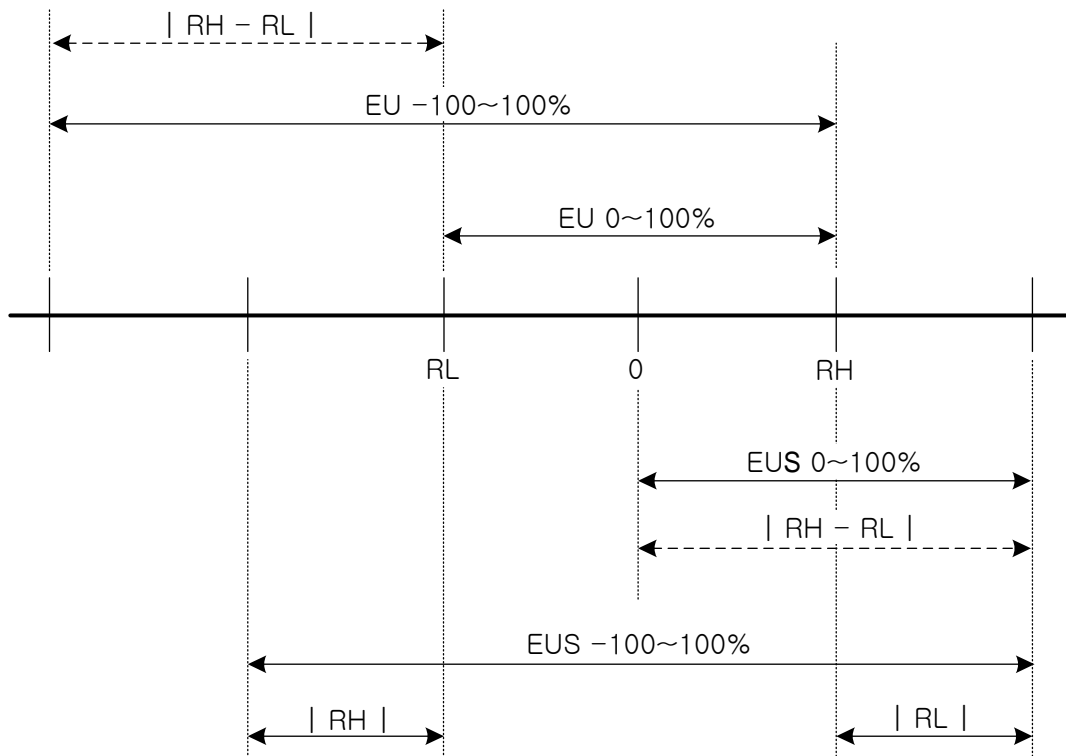 | RH − RL |
EU −100~100%
EU 0~100%
RL 0 RH
EUS 0~100%
| RH − RL |
EUS −100~100%
| RH | | RL |